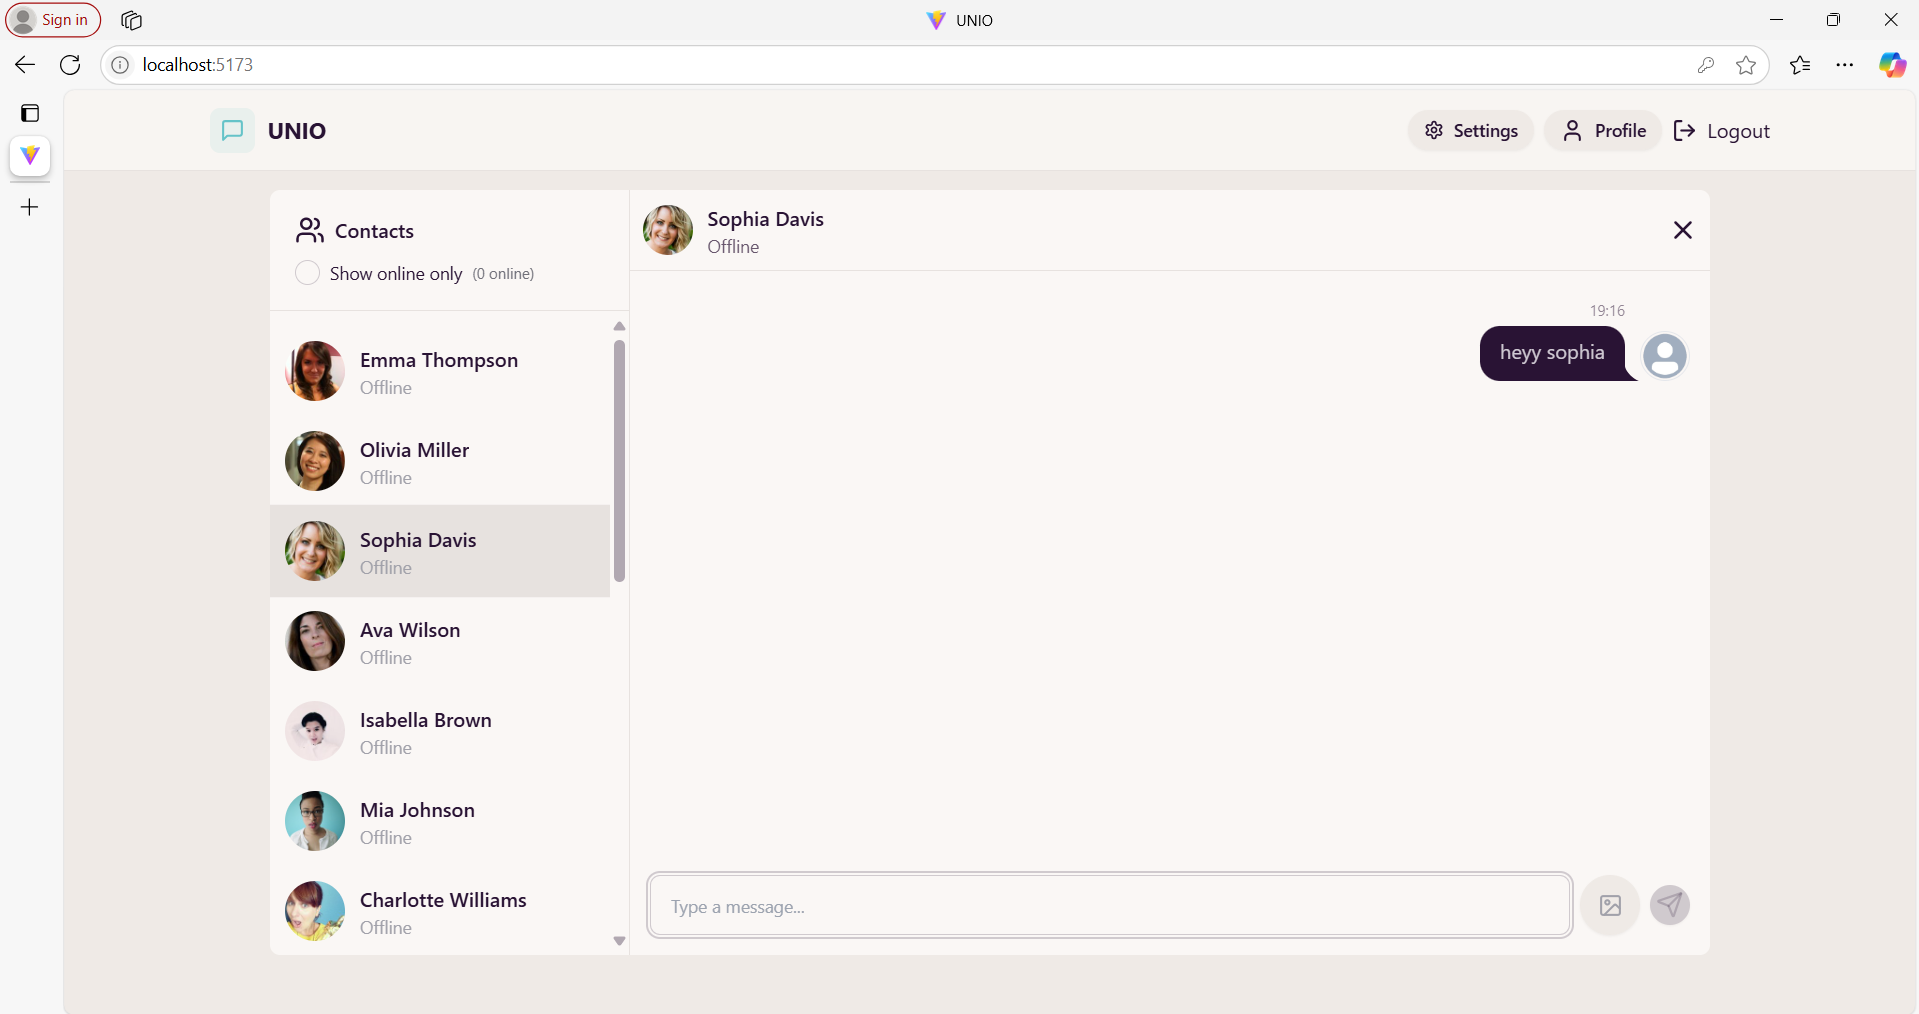 Sign in
UNIO
localhost:5173
UNIO
Settings
Profile
Logout
Contacts
Show online only (0 online)
Emma Thompson
Offline
Olivia Miller
Offline
Sophia Davis
Offline
Ava Wilson
Offline
Isabella Brown
Offline
Mia Johnson
Offline
Charlotte Williams
Offline
Sophia Davis
Offline
19:16
heyy sophia
Type a message...